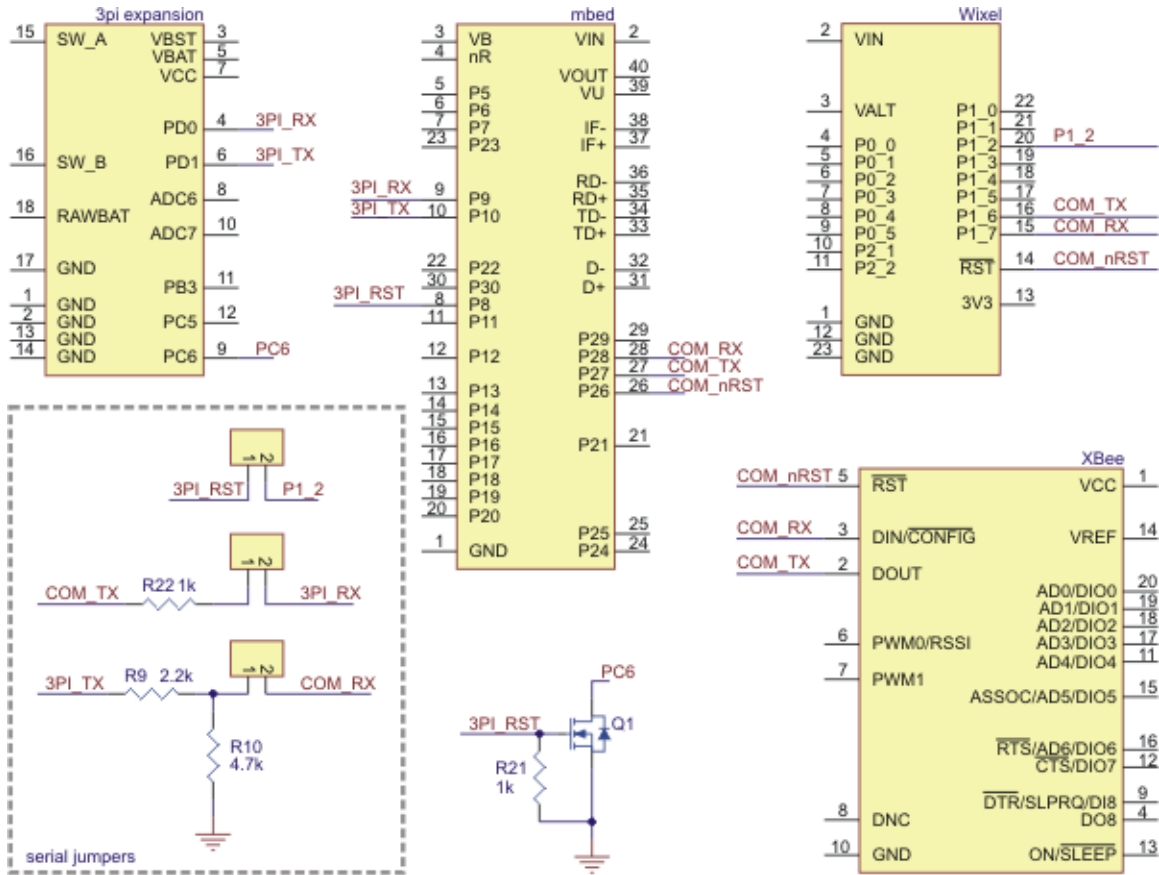 3pi expansion
15 SW_A VBST 3
VBAT 5
VCC 7
PD0 4 3PI_RX
16 SW_B PD1 6 3PI_TX
ADC6 8
18 RAWBAT
ADC7 10
17 GND
PB3 11
1 GND
2 GND PC5 12
13 GND
14 GND PC6 9 PC6
mbed
3 VB VIN 2
4 nR
VOUT 40
5 P5 VU 39
6 P6
7 P7 IF- 38
23 P23 IF+ 37
RD- 36
3PI_RX 9 P9 RD+ 35
3PI_TX 10 P10 TD- 34
TD+ 33
22 P22 D- 32
30 P30 D+ 31
3PI_RST 8 P8
11 P11
P29 29
12 P12 P28 28 COM_RX
P27 27 COM_TX
13 P13 P26 26 COM_nRST
14 P14
15 P15
16 P16 P21 21
17 P17
18 P18
19 P19
20 P20
P25 25
1 GND P24 24
Wixel
2 VIN
3 VALT P1_0 22
P1_1 21
4 P0_0 P1_2 20 P1_2
5 P0_1 P1_3 19
6 P0_2 P1_4 18
7 P0_3 P1_5 17
8 P0_4 P1_6 16 COM_TX
9 P0_5 P1_7 15 COM_RX
10 P2_1
11 P2_2 RST 14 COM_nRST
3V3 13
1 GND
12 GND
23 GND
1 2
3PI_RST P1_2
1 2
COM_TX R22 1k 3PI_RX
1 2
3PI_TX R9 2.2k COM_RX
R10
4.7k
serial jumpers
PC6
3PI_RST Q1
R21
1k
XBee
COM_nRST 5 RST VCC 1
COM_RX 3 DIN/CONFIG VREF 14
COM_TX 2 DOUT
AD0/DIO0 20
AD1/DIO1 19
AD2/DIO2 18
6 PWM0/RSSI AD3/DIO3 17
AD4/DIO4 11
7 PWM1
ASSOC/AD5/DIO5 15
RTS/AD6/DIO6 16
CTS/DIO7 12
DTR/SLPRQ/DI8 9
8 DNC DO8 4
10 GND ON/SLEEP 13